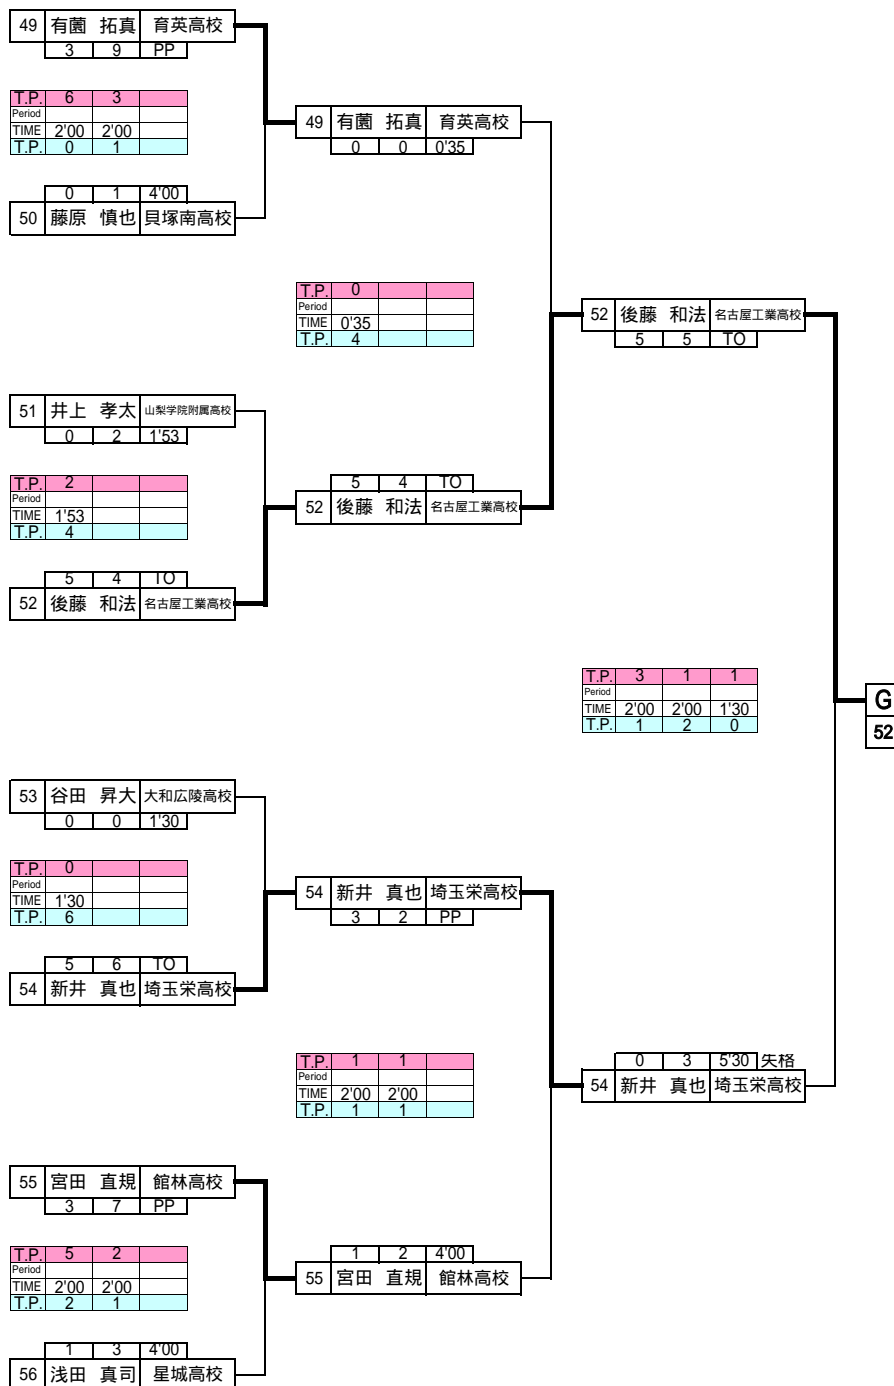 49 有薗 拓真 育英高校
3 9 PP
T.P. 6 3
Period
TIME 2'00 2'00
T.P. 0 1
0 1 4'00
50 藤原 慎也 貝塚南高校
49 有薗 拓真 育英高校
0 0 0'35
T.P. 0
Period
TIME 0'35
T.P. 4
51 井上 孝太 山梨学院附属高校
0 2 1'53
T.P. 2
Period
TIME 1'53
T.P. 4
5 4 TO
52 後藤 和法 名古屋工業高校
5 4 TO
52 後藤 和法 名古屋工業高校
52 後藤 和法 名古屋工業高校
5 5 TO
T.P. 3 1 1
Period
TIME 2'00 2'00 1'30
T.P. 1 2 0
G
52
53 谷田 昇大 大和広陵高校
0 0 1'30
T.P. 0
Period
TIME 1'30
T.P. 6
5 6 TO
54 新井 真也 埼玉栄高校
54 新井 真也 埼玉栄高校
3 2 PP
T.P. 1 1
Period
TIME 2'00 2'00
T.P. 1 1
0 3 5'30 失格
54 新井 真也 埼玉栄高校
55 宮田 直規 館林高校
3 7 PP
T.P. 5 2
Period
TIME 2'00 2'00
T.P. 2 1
1 2 4'00
55 宮田 直規 館林高校
1 3 4'00
56 浅田 真司 星城高校